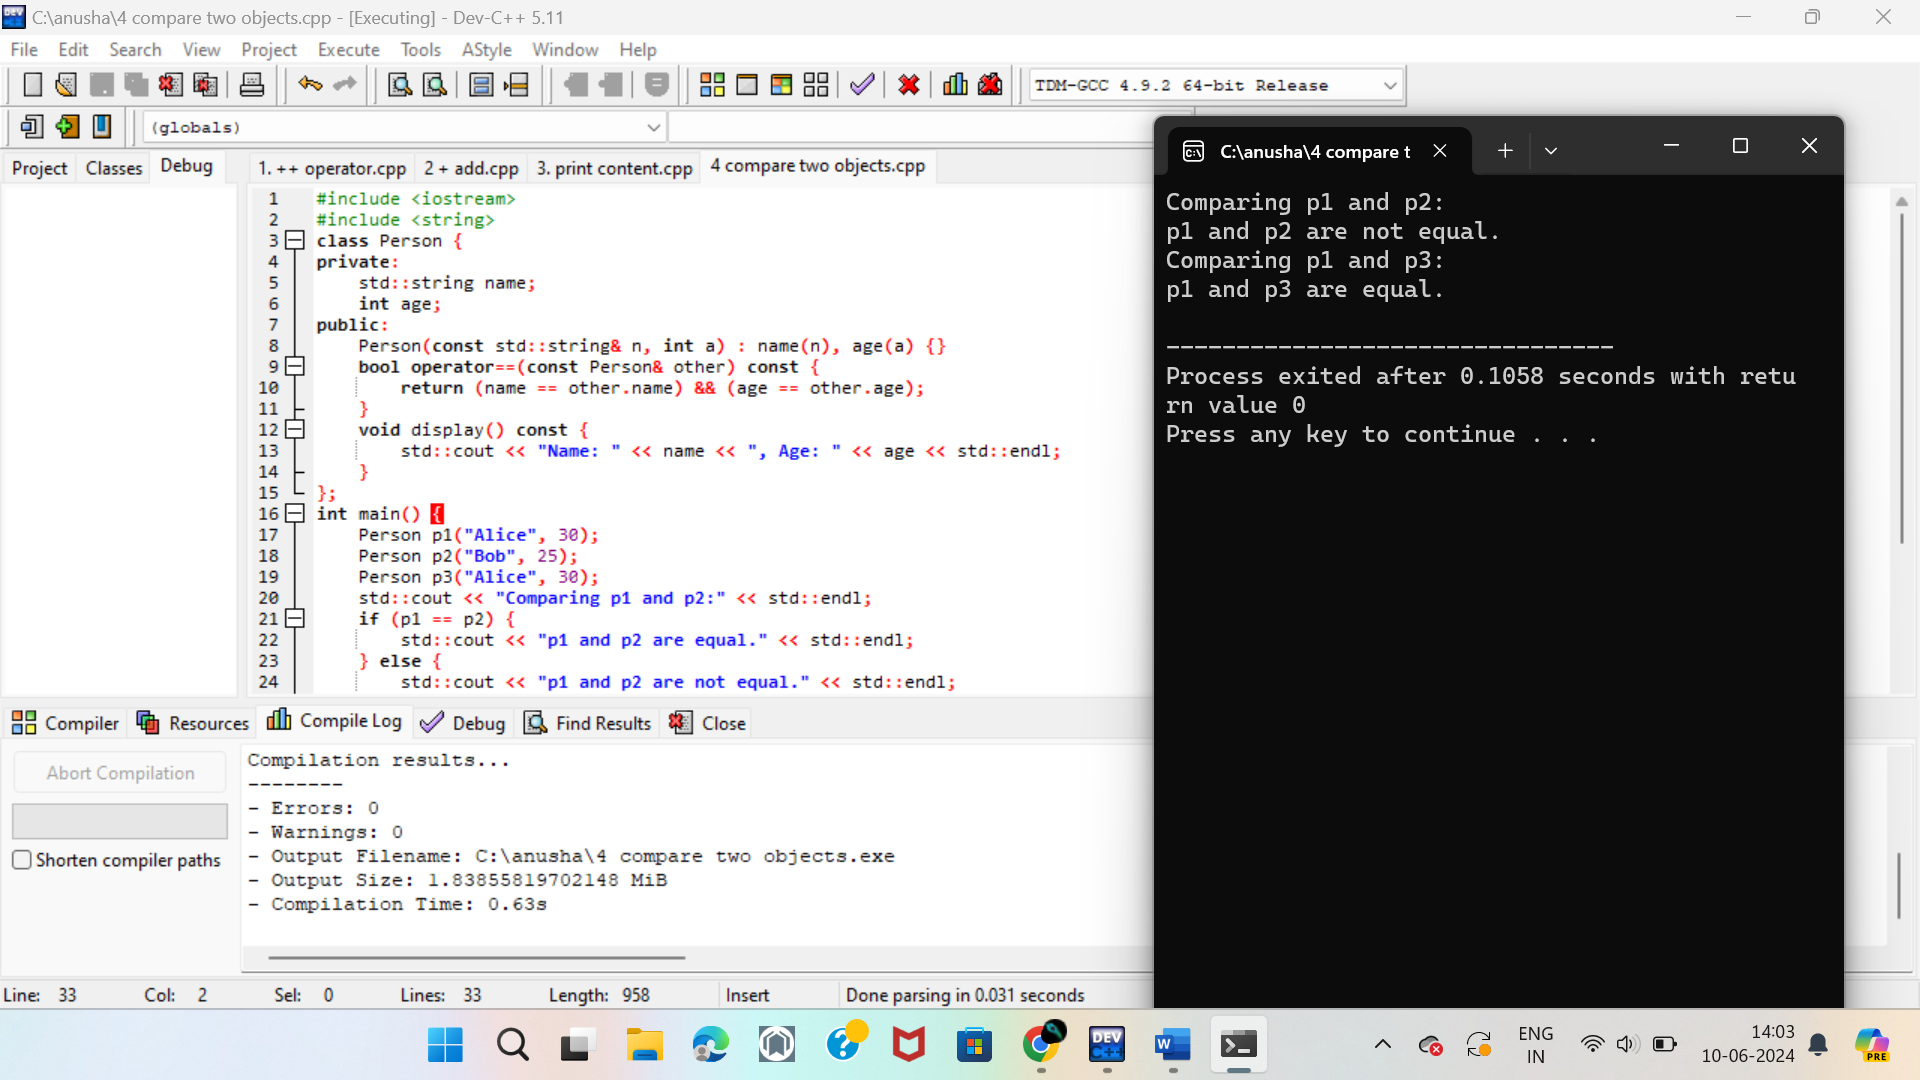 C:\anusha\4 compare two objects.cpp - [Executing] - Dev-C++ 5.11
File Edit Search View Project Execute Tools AStyle Window Help
TDM-GCC 4.9.2 64-bit Release
(globals)
Project Classes Debug
1. ++ operator.cpp 2 + add.cpp 3. print content.cpp 4 compare two objects.cpp
1 #include <iostream>
2 #include <string>
3 class Person {
4 private:
5 std::string name;
6 int age;
7 public:
8 Person(const std::string& n, int a) : name(n), age(a) {}
9 bool operator==(const Person& other) const {
10 return (name == other.name) && (age == other.age);
11 }
12 void display() const {
13 std::cout << "Name: " << name << ", Age: " << age << std::endl;
14 }
15 };
16 int main() {
17 Person p1("Alice", 30);
18 Person p2("Bob", 25);
19 Person p3("Alice", 30);
20 std::cout << "Comparing p1 and p2:" << std::endl;
21 if (p1 == p2) {
22 std::cout << "p1 and p2 are equal." << std::endl;
23 } else {
24 std::cout << "p1 and p2 are not equal." << std::endl;
C:\anusha\4 compare t
Comparing p1 and p2:
p1 and p2 are not equal.
Comparing p1 and p3:
p1 and p3 are equal.
--------------------------------
Process exited after 0.1058 seconds with retu
rn value 0
Press any key to continue . . .
Compiler Resources Compile Log Debug Find Results Close
Abort Compilation
Shorten compiler paths
Compilation results...
--------
- Errors: 0
- Warnings: 0
- Output Filename: C:\anusha\4 compare two objects.exe
- Output Size: 1.83855819702148 MiB
- Compilation Time: 0.63s
Line: 33 Col: 2 Sel: 0 Lines: 33 Length: 958 Insert Done parsing in 0.031 seconds
DEV
C++
W
ENG
IN
14:03
10-06-2024
PRE